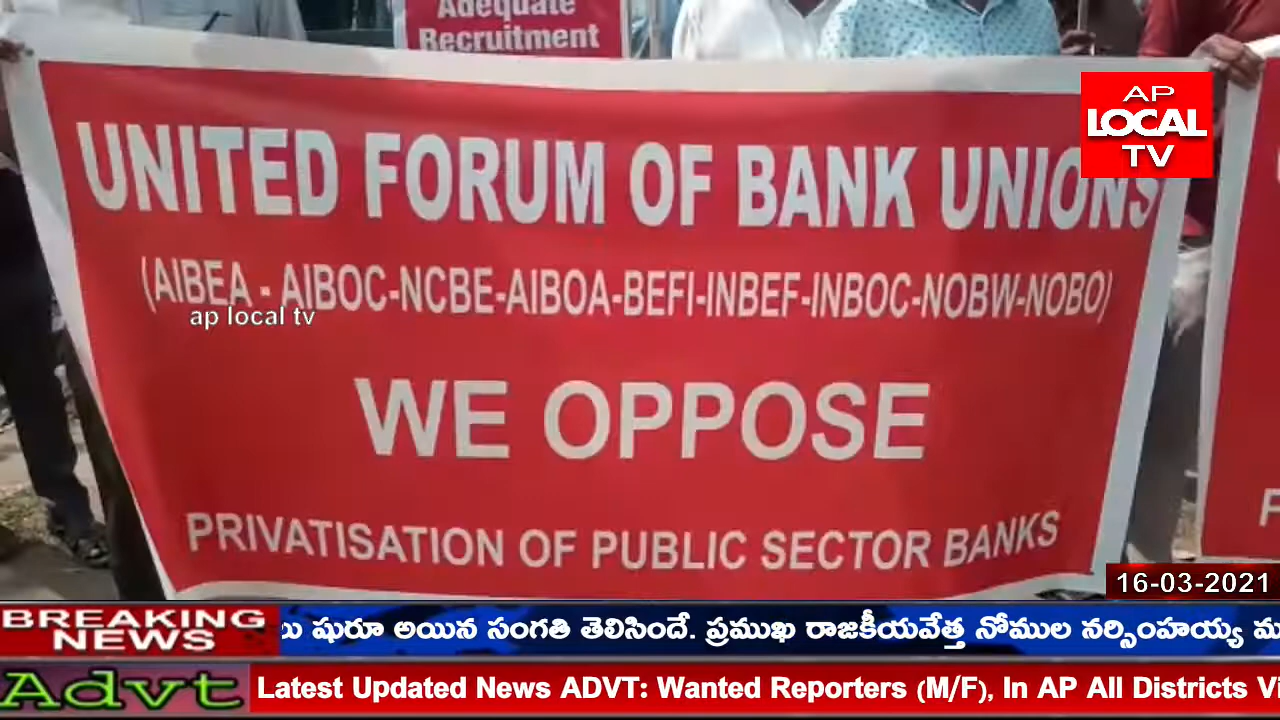 Adequate
Recruitment
AP
LOCAL
TV
UNITED FORUM OF BANK UNIONS
(AIBEA - AIBOC-NCBE-AIBOA-BEFI-INBEF-INBOC-NOBW-NOBO)
ap local tv
WE OPPOSE
PRIVATISATION OF PUBLIC SECTOR BANKS
16-03-2021
BREAKING
NEWS
షురూ అయిన సంగతి తెలిసిందే. ప్రముఖ రాజకీయవేత్త నోముల నర్సింహయ్య
Advt
Latest Updated News ADVT: Wanted Reporters (M/F), In AP All Districts